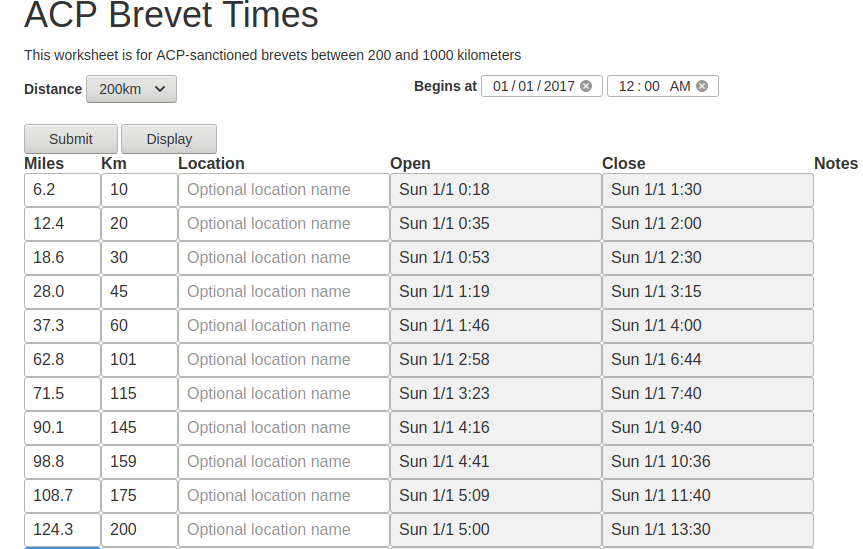 ACP Brevet Times
This worksheet is for ACP-sanctioned brevets between 200 and 1000 kilometers
Distance 200km Begins at 01/01/2017 12:00 AM
Submit Display
Miles Km Location Open Close Notes
6.2 10 Optional location name Sun 1/1 0:18 Sun 1/1 1:30
12.4 20 Optional location name Sun 1/1 0:35 Sun 1/1 2:00
18.6 30 Optional location name Sun 1/1 0:53 Sun 1/1 2:30
28.0 45 Optional location name Sun 1/1 1:19 Sun 1/1 3:15
37.3 60 Optional location name Sun 1/1 1:46 Sun 1/1 4:00
62.8 101 Optional location name Sun 1/1 2:58 Sun 1/1 6:44
71.5 115 Optional location name Sun 1/1 3:23 Sun 1/1 7:40
90.1 145 Optional location name Sun 1/1 4:16 Sun 1/1 9:40
98.8 159 Optional location name Sun 1/1 4:41 Sun 1/1 10:36
108.7 175 Optional location name Sun 1/1 5:09 Sun 1/1 11:40
124.3 200 Optional location name Sun 1/1 5:00 Sun 1/1 13:30